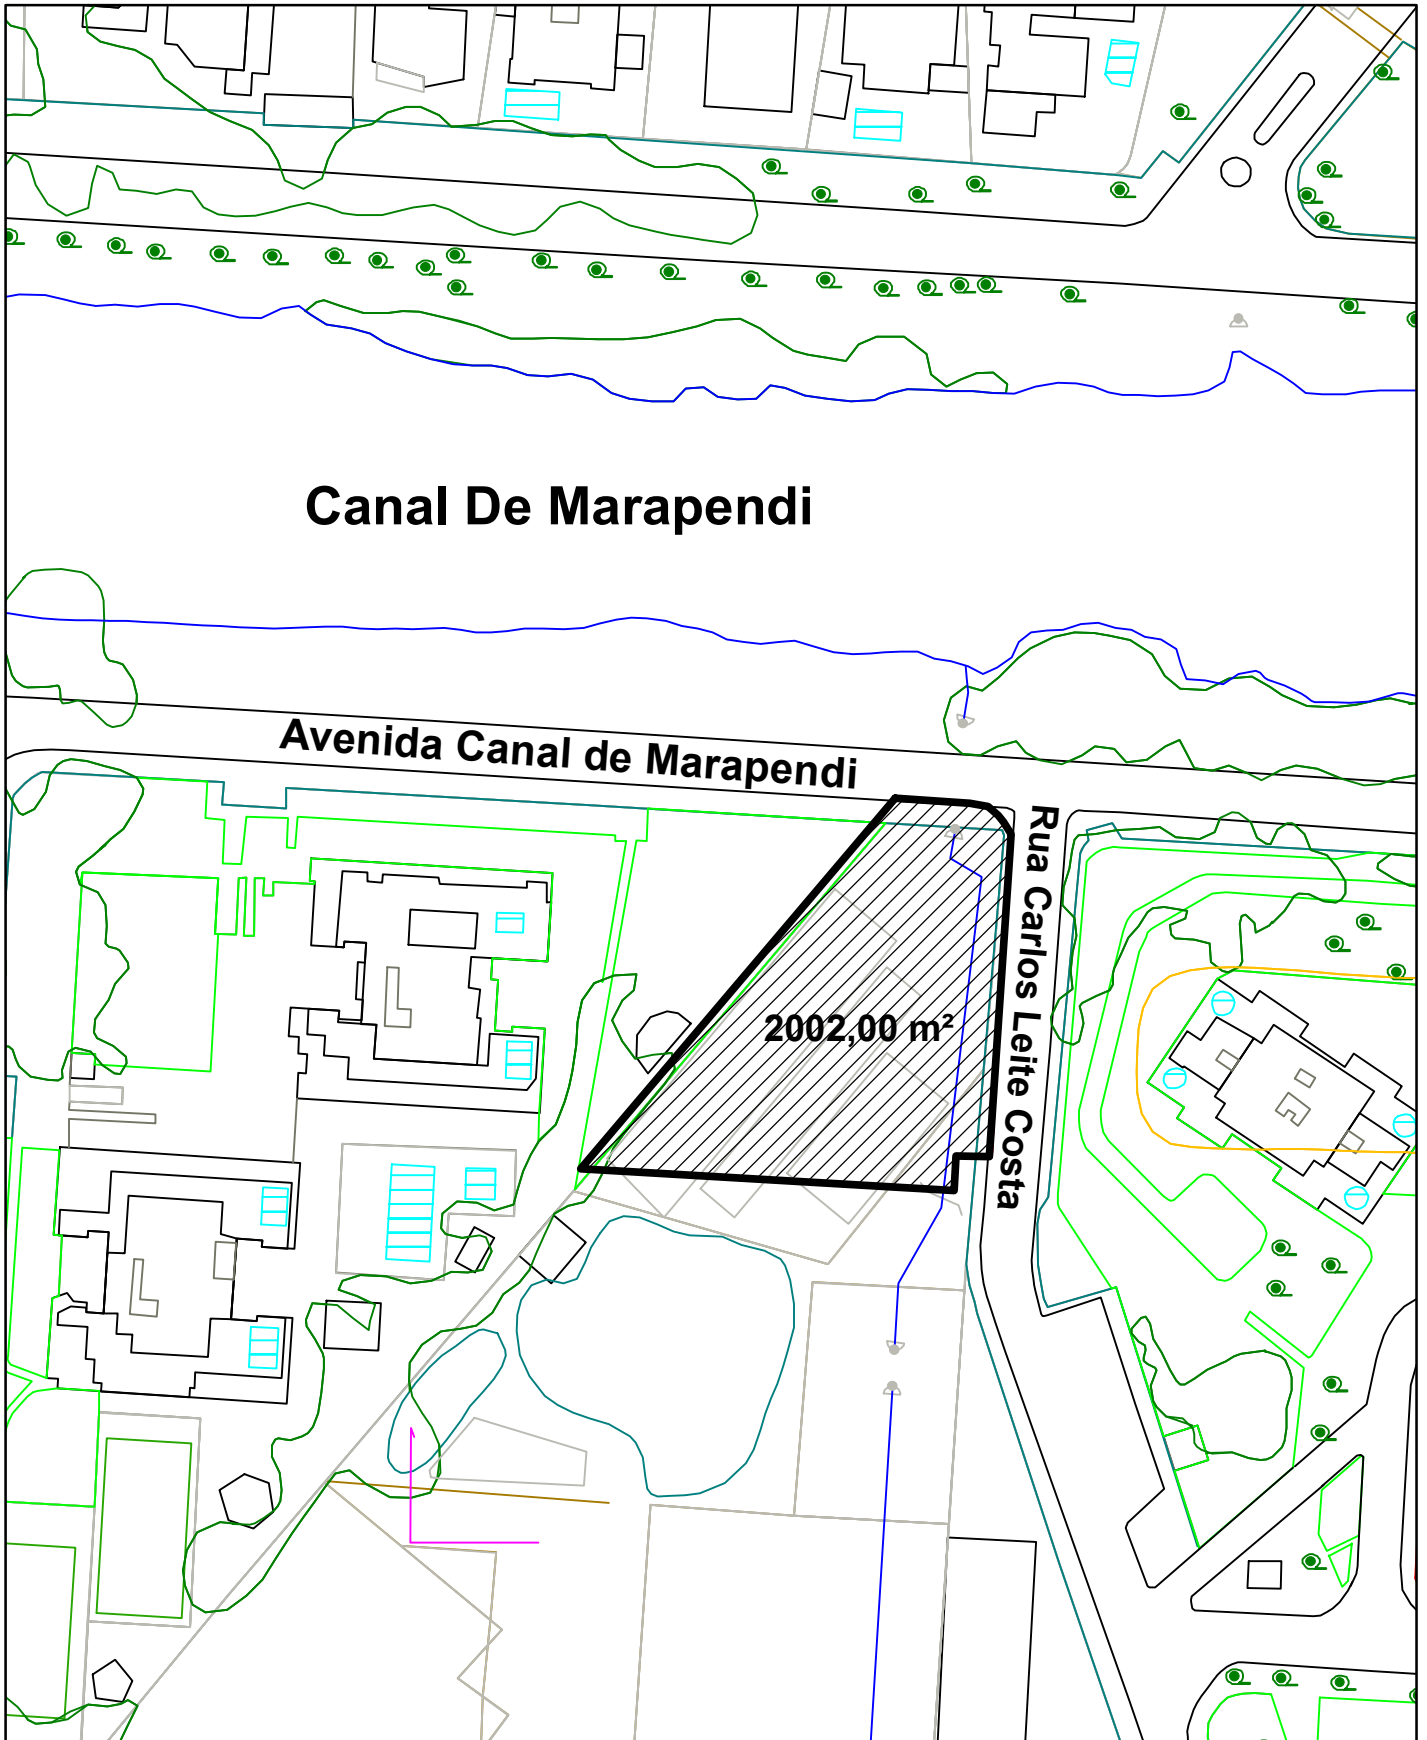 Canal De Marapendi
Avenida Canal de Marapendi
Rua Carlos Leite Costa
2002,00 m²